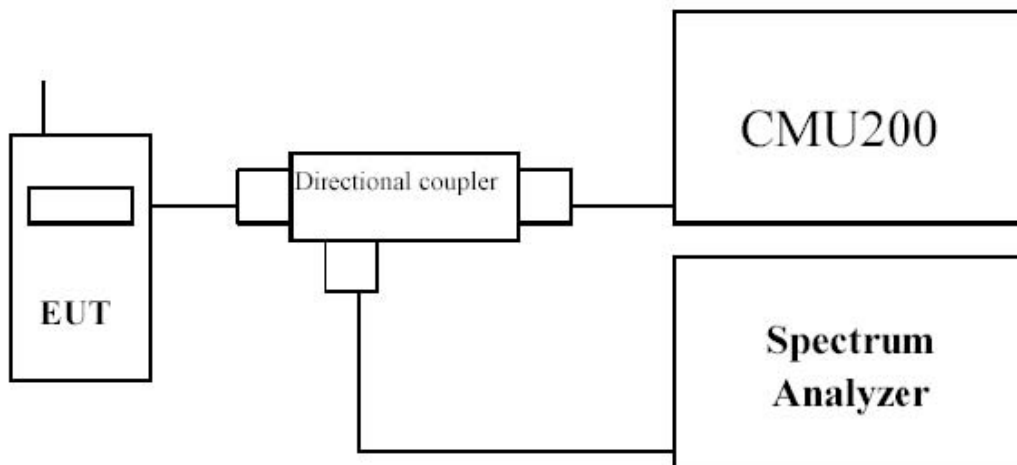 CMU200
Directional coupler
EUT
Spectrum
Analyzer